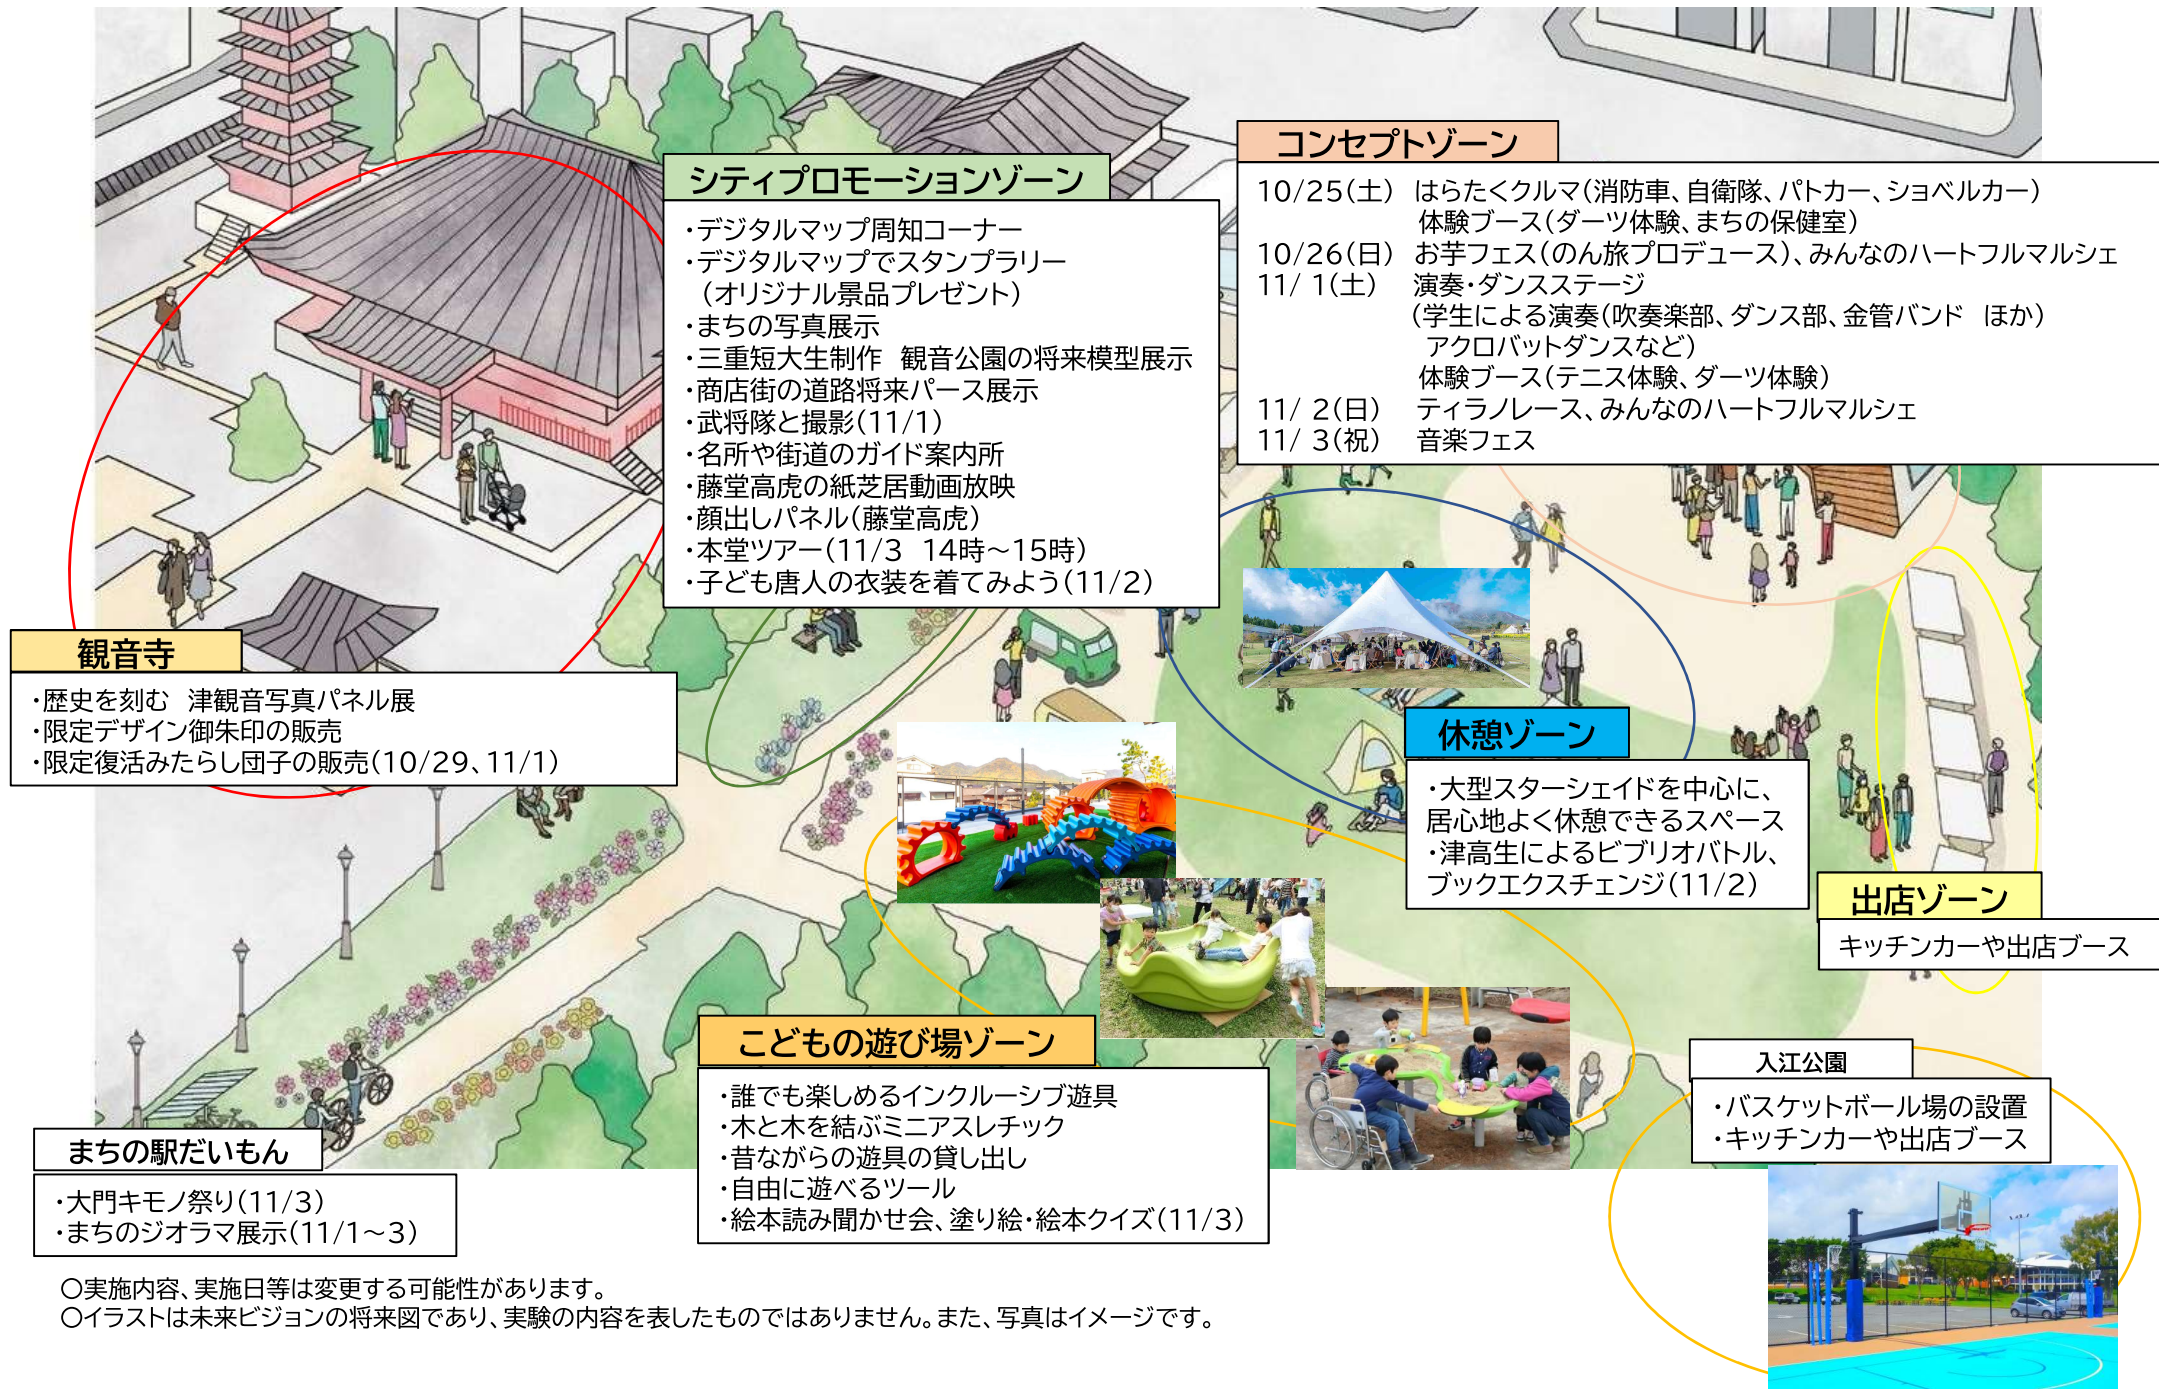 シティプロモーションゾーン
・デジタルマップ周知コーナー
・デジタルマップでスタンプラリー
（オリジナル景品プレゼント）
・まちの写真展示
・三重短大生制作　観音公園の将来模型展示
・商店街の道路将来パース展示
・武将隊と撮影（11/1）
・名所や街道のガイド案内所
・藤堂高虎の紙芝居動画放映
・顔出しパネル（藤堂高虎）
・本堂ツアー（11/3　14時～15時）
・子ども唐人の衣装を着てみよう（11/2）
コンセプトゾーン
10/25（土）　はらたくクルマ（消防車、自衛隊、パトカー、ショベルカー）
体験ブース（ダーツ体験、まちの保健室）
10/26（日）　お芋フェス（のん旅プロデュース）、みんなのハートフルマルシェ
11/ 1（土）　演奏・ダンスステージ
（学生による演奏（吹奏楽部、ダンス部、金管バンド　ほか）
アクロバットダンスなど）
体験ブース（テニス体験、ダーツ体験）
11/ 2（日）　ティラノレース、みんなのハートフルマルシェ
11/ 3（祝）　音楽フェス
観音寺
・歴史を刻む　津観音写真パネル展
・限定デザイン御朱印の販売
・限定復活みたらし団子の販売（10/29、11/1）
休憩ゾーン
・大型スターシェイドを中心に、
居心地よく休憩できるスペース
・津高生によるビブリオバトル、
ブックエクスチェンジ（11/2）
出店ゾーン
キッチンカーや出店ブース
こどもの遊び場ゾーン
・誰でも楽しめるインクルーシブ遊具
・木と木を結ぶミニアスレチック
・昔ながらの遊具の貸し出し
・自由に遊べるツール
・絵本読み聞かせ会、塗り絵・絵本クイズ（11/3）
入江公園
・バスケットボール場の設置
・キッチンカーや出店ブース
まちの駅だいもん
・大門キモノ祭り（11/3）
・まちのジオラマ展示（11/1～3）
〇実施内容、実施日等は変更する可能性があります。
〇イラストは未来ビジョンの将来図であり、実験の内容を表したものではありません。また、写真はイメージです。